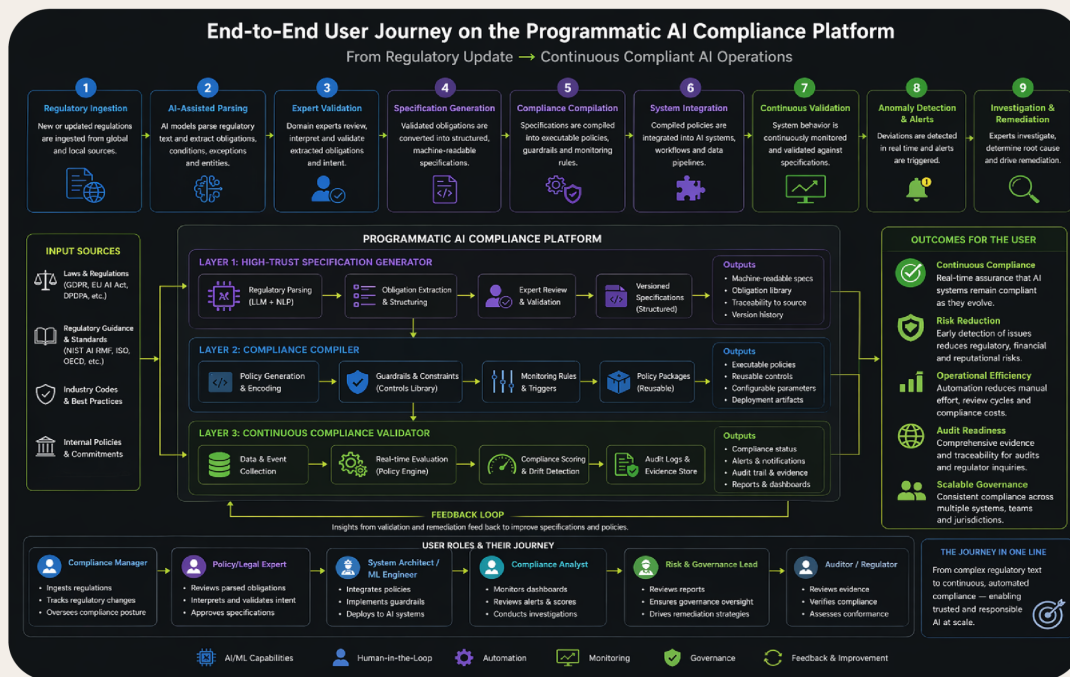 End-to-End User Journey on the Programmatic AI Compliance Platform
From Regulatory Update → Continuous Compliant AI Operations
1
Regulatory Ingestion
New or updated regulations
are ingested from global
and local sources.
2
AI-Assisted Parsing
AI models parse regulatory
text and extract obligations,
conditions, exceptions
and entities.
3
Expert Validation
Domain experts review,
interpret and validate
extracted obligations
and intent.
4
Specification Generation
Validated obligations are
converted into structured,
machine-readable
specifications.
5
Compliance Compilation
Specifications are compiled
into executable policies,
guardrails and monitoring
rules.
6
System Integration
Compiled policies are
integrated into AI systems,
workflows and data
pipelines.
7
Continuous Validation
System behavior is
continuously monitored
and validated against
specifications.
8
Anomaly Detection
& Alerts
Deviations are detected
in real time and alerts
are triggered.
1
9
Investigation &
Remediation
Experts investigate,
determine root cause
and drive remediation.
INPUT SOURCES
Laws & Regulations
(GDPR, EU AI Act,
DPDPA, etc.)
Regulatory Guidance
& Standards
(NIST AI RMF, ISO,
OECD, etc.)
Industry Codes
& Best Practices
Internal Policies
& Commitments
PROGRAMMATIC AI COMPLIANCE PLATFORM
LAYER 1: HIGH-TRUST SPECIFICATION GENERATOR
Regulatory Parsing
(LLM + NLP)
Obligation Extraction
& Structuring
Expert Review
& Validation
Versioned
Specifications
(Structured)
Outputs
• Machine-readable specs
• Obligation library
• Traceability to source
• Version history
LAYER 2: COMPLIANCE COMPILER
Policy Generation
& Encoding
Guardrails & Constraints
(Controls Library)
Monitoring Rules
& Triggers
Policy Packages
(Reusable)
Outputs
• Executable policies
• Reusable controls
• Configurable parameters
• Deployment artifacts
LAYER 3: CONTINUOUS COMPLIANCE VALIDATOR
Data & Event
Collection
Real-time Evaluation
(Policy Engine)
Compliance Scoring
& Drift Detection
Audit Logs &
Evidence Store
Outputs
• Compliance status
• Alerts & notifications
• Audit trail & evidence
• Reports & dashboards
FEEDBACK LOOP
Insights from validation and remediation feed back to improve specifications and policies.
OUTCOMES FOR THE USER
Continuous Compliance
Real-time assurance that AI
systems remain compliant
as they evolve.
Risk Reduction
Early detection of issues
reduces regulatory, financial
and reputational risks.
Operational Efficiency
Automation reduces manual
effort, review cycles and
compliance costs.
Audit Readiness
Comprehensive evidence
and traceability for audits
and regulator inquiries.
Scalable Governance
Consistent compliance across
multiple systems, teams
and jurisdictions.
USER ROLES & THEIR JOURNEY
Compliance Manager
• Ingests regulations
• Tracks regulatory changes
• Oversees compliance posture
Policy/Legal Expert
• Reviews parsed obligations
• Interprets and validates intent
• Approves specifications
System Architect /
ML Engineer
• Integrates policies
• Implements guardrails
• Deploys to AI systems
Compliance Analyst
• Monitors dashboards
• Reviews alerts & scores
• Conducts investigations
Risk & Governance Lead
• Reviews reports
• Ensures governance oversight
• Drives remediation strategies
Auditor / Regulator
• Reviews evidence
• Verifies compliance
• Assesses conformance
THE JOURNEY IN ONE LINE
From complex regulatory text
to continuous, automated
compliance — enabling
trusted and responsible
AI at scale.
AI/ML Capabilities
Human-in-the-Loop
Automation
Monitoring
Governance
Feedback & Improvement